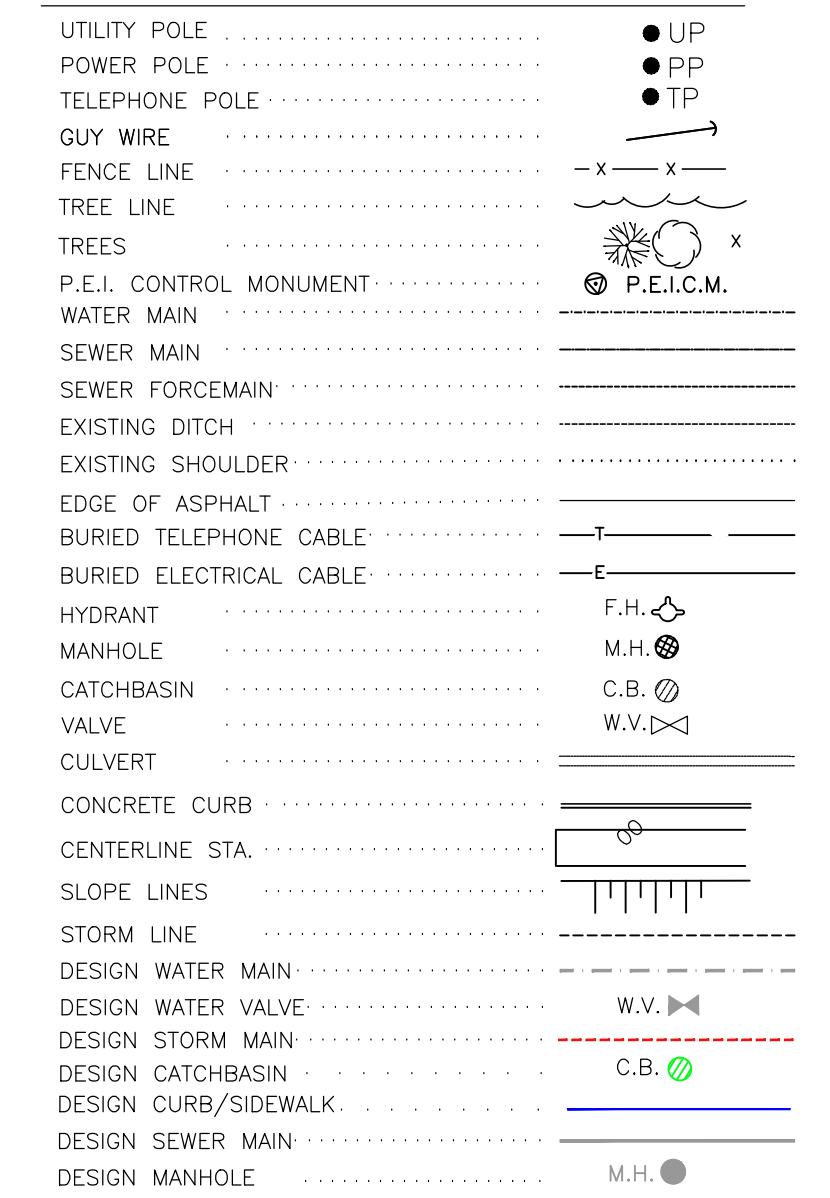 UTILITY POLE UP
POWER POLE PP
TELEPHONE POLE TP
GUY WIRE
FENCE LINE X X
TREE LINE
TREES X
P.E.I. CONTROL MONUMENT P.E.I.C.M.
WATER MAIN
SEWER MAIN
SEWER FORCEMAIN
EXISTING DITCH
EXISTING SHOULDER
EDGE OF ASPHALT
BURIED TELEPHONE CABLE T
BURIED ELECTRICAL CABLE E
HYDRANT F.H.
MANHOLE M.H.
CATCHBASIN C.B.
VALVE W.V.
CULVERT
CONCRETE CURB
CENTERLINE STA. 00
SLOPE LINES
STORM LINE
DESIGN WATER MAIN
DESIGN WATER VALVE W.V.
DESIGN STORM MAIN
DESIGN CATCHBASIN C.B.
DESIGN CURB/SIDEWALK
DESIGN SEWER MAIN
DESIGN MANHOLE M.H.